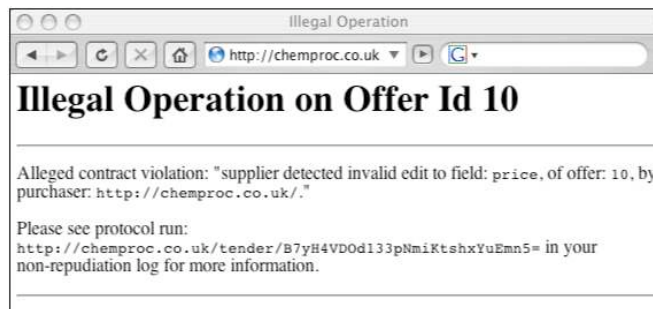 Illegal Operation
http://chemproc.co.uk
G
Illegal Operation on Offer Id 10
Alleged contract violation: "supplier detected invalid edit to field: price, of offer: 10, by
purchaser: http://chemproc.co.uk/."
Please see protocol run:
http://chemproc.co.uk/tender/B7yH4VDOdl33pNmiKtshxYuEmn5= in your
non-repudiation log for more information.